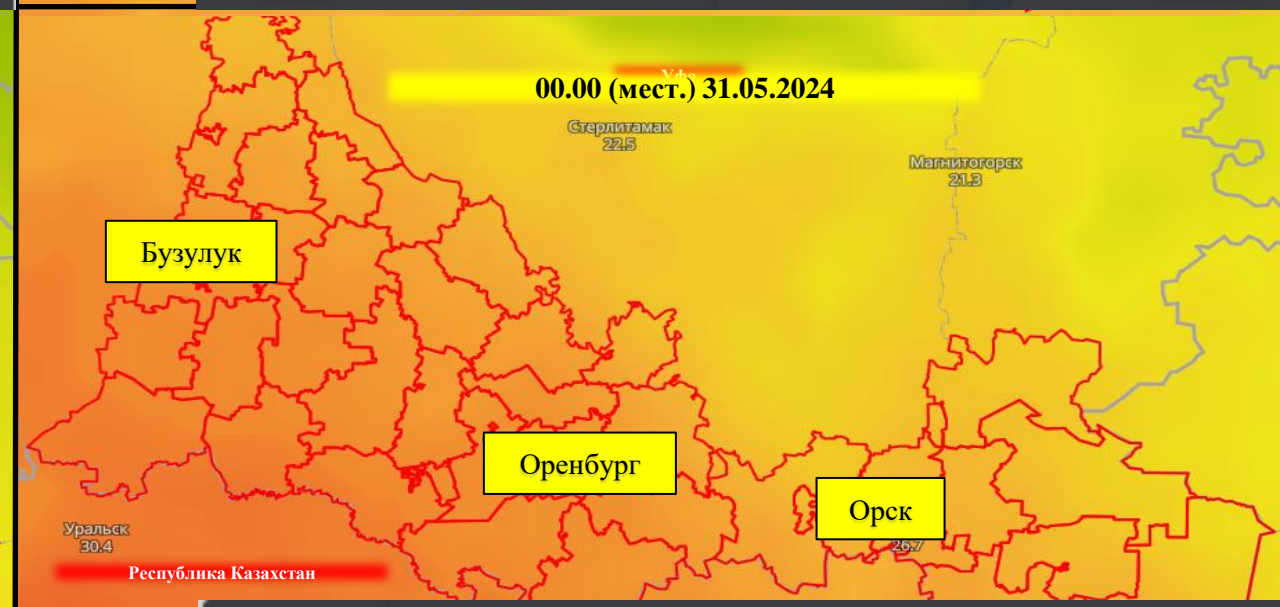 Уфа
00.00 (мест.) 31.05.2024
Стерлитамак
22.5
Магнитогорск
21.3
Бузулук
Оренбург
Орск
26.7
Уральск
30.4
Республика Казахстан